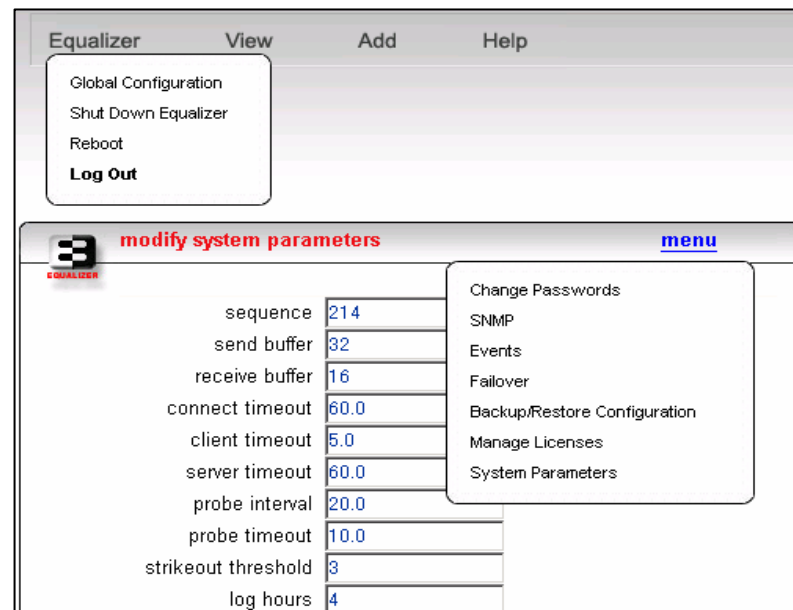 Equalizer View Add Help
Global Configuration
Shut Down Equalizer
Reboot
Log Out
EQUALIZER
modify system parameters menu
Change Passwords
SNMP
Events
Failover
Backup/Restore Configuration
Manage Licenses
System Parameters
sequence 214
send buffer 32
receive buffer 16
connect timeout 60.0
client timeout 5.0
server timeout 60.0
probe interval 20.0
probe timeout 10.0
strikeout threshold 3
log hours 4